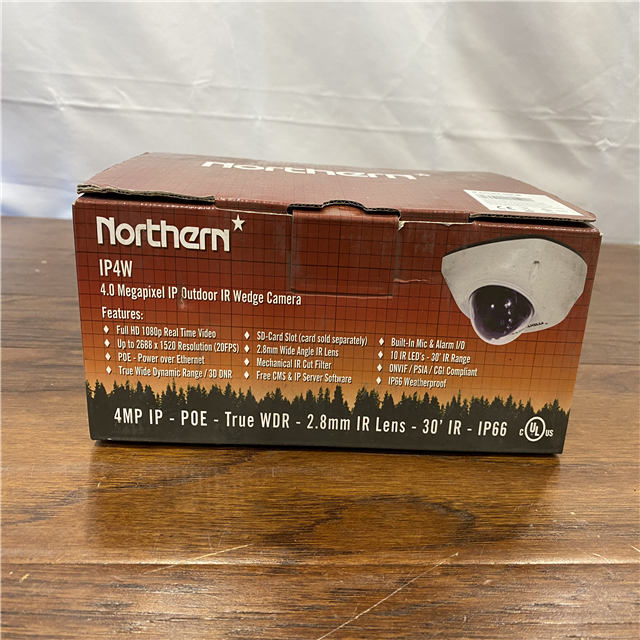 Northern
Northern
IP4W
4.0 Megapixel IP Outdoor IR Wedge Camera
Features:
♦ Full HD 1080p Real Time Video
♦ Up to 2688 x 1520 Resolution (20FPS)
♦ POE - Power over Ethernet
♦ True Wide Dynamic Range / 3D DNR
♦ SD-Card Slot (card sold separately)
♦ 2.8mm Wide Angle IR Lens
♦ Mechanical IR Cut Filter
♦ Free CMS & IP Server Software
♦ Built-In Mic & Alarm I/O
♦ 10 IR LED's - 30' IR Range
♦ ONVIF / PSIA / CGI Compliant
♦ IP66 Weatherproof
4MP IP - POE - True WDR - 2.8mm IR Lens - 30' IR - IP66
C UL US